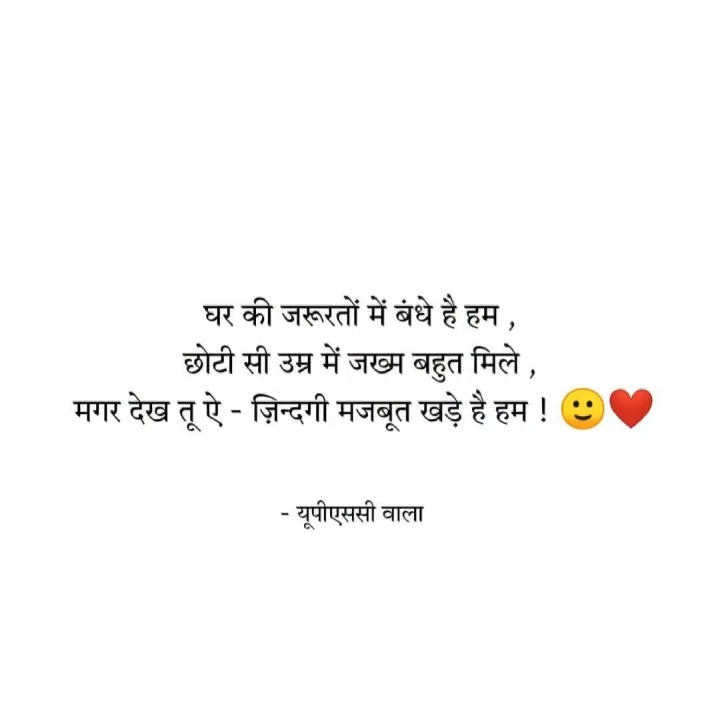 घर की जरूरतों में बंधे है हम ,
छोटी सी उम्र में जख्म बहुत मिले ,
मगर देख तू ऐ - ज़िन्दगी मजबूत खड़े है हम ! 🙂❤️
- यूपीएससी वाला